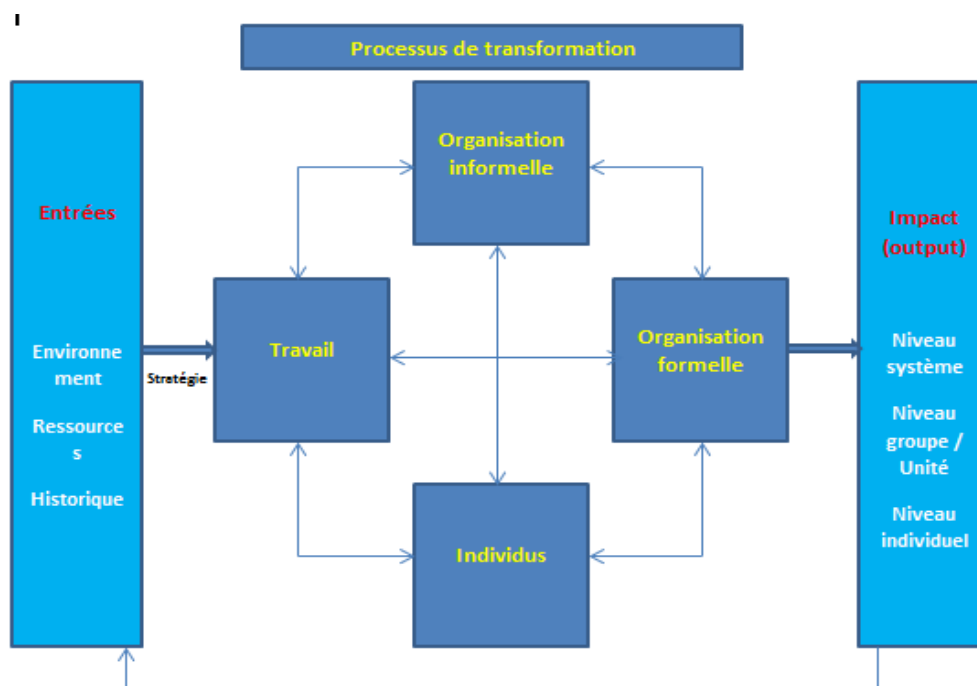 Processus de transformation
Organisation
informelle
Entrées
Impact
(output)
Environne
ment
Stratégie
Travail
Organisation
formelle
Niveau
système
Ressource
s
Niveau
groupe /
Unité
Historique
Niveau
individuel
Individus